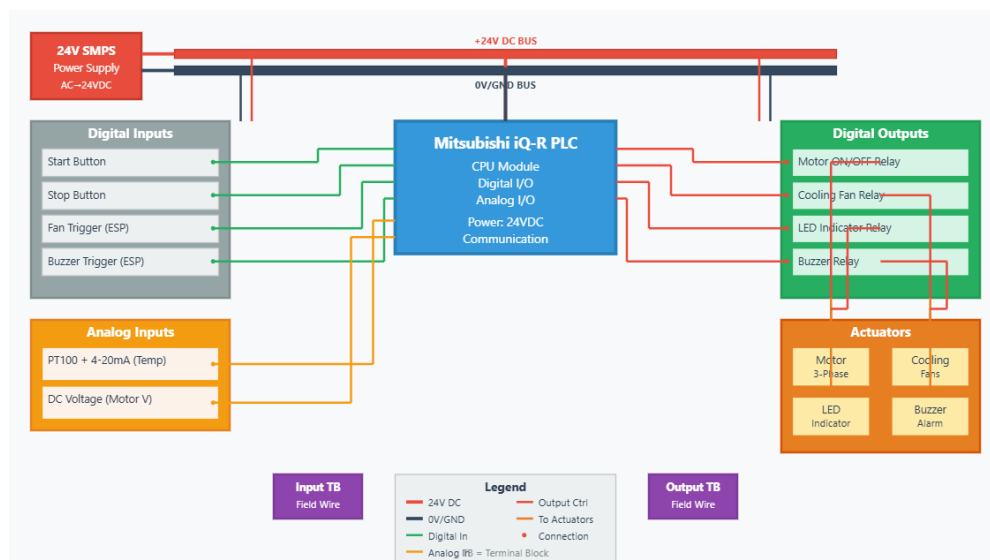 +24V DC BUS
24V SMPS
Power Supply
AC→24VDC
0V/GND BUS
Digital Inputs
Start Button
Stop Button
Fan Trigger (ESP)
Buzzer Trigger (ESP)
Mitsubishi iQ-R PLC
CPU Module
Digital I/O
Analog I/O
Power: 24VDC
Communication
Digital Outputs
Motor ON/OFF Relay
Cooling Fan Relay
LED Indicator Relay
Buzzer Relay
Analog Inputs
PT100 + 4-20mA (Temp)
DC Voltage (Motor V)
Actuators
Motor
3-Phase
Cooling
Fans
LED
Indicator
Buzzer
Alarm
Input TB
Field Wire
Legend
24V DC
Output Ctrl
0V/GND
To Actuators
Digital In
Connection
Analog In
TB = Terminal Block
Output TB
Field Wire